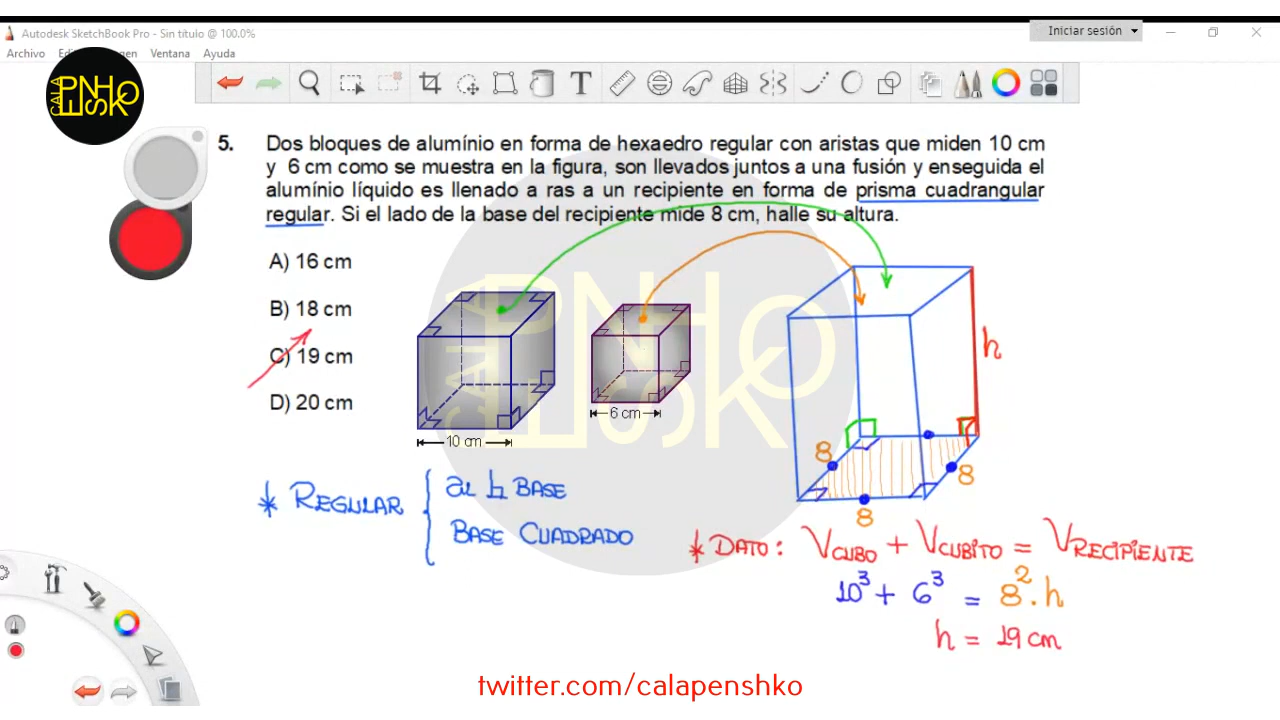 Autodesk SketchBook Pro - Sin título @ 100.0%
Iniciar sesión
Archivo Ventana Ayuda
5. Dos bloques de alumínio en forma de hexaedro regular con aristas que miden 10 cm
y 6 cm como se muestra en la figura, son llevados juntos a una fusión y enseguida el
alumínio líquido es llenado a ras a un recipiente en forma de prisma cuadrangular
regular. Si el lado de la base del recipiente mide 8 cm, halle su altura.
A) 16 cm
B) 18 cm
C) 19 cm
D) 20 cm
10 cm
6 cm
h
8
8
8
* REGULAR
BASE
BASE CUADRADO
* DATO: VCUBO + VCUBITO = VRECIPIENTE
10³ + 6³ = 8² . h
h = 19 cm
twitter.com/calapenshko